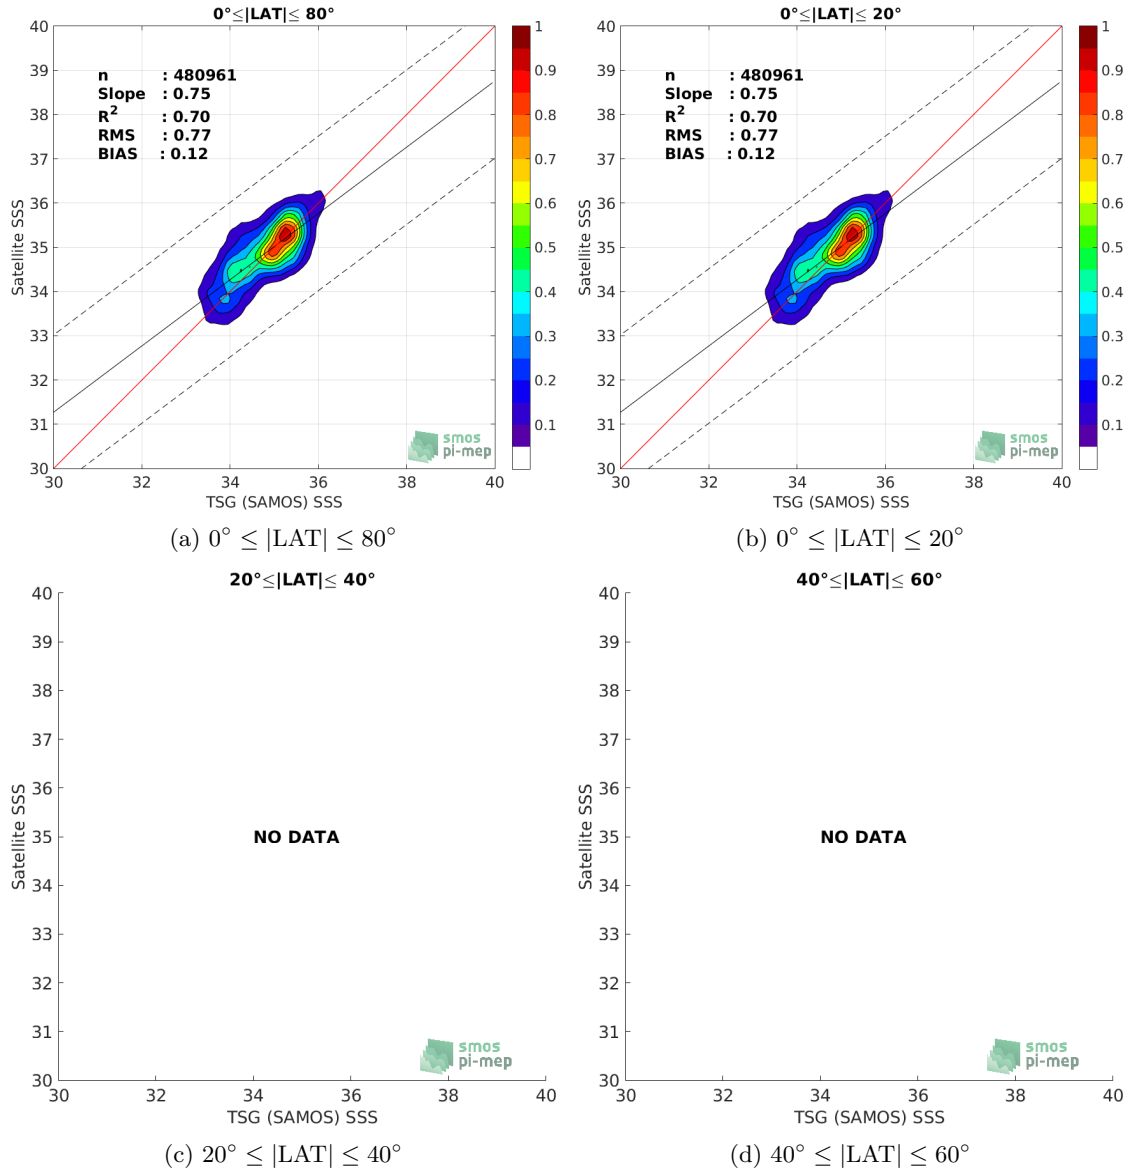 0°≤|LAT|≤ 80°
40
39
38
37
36
35
34
33
32
31
30
Satellite SSS
n : 480961
Slope : 0.75
R² : 0.70
RMS : 0.77
BIAS : 0.12
smos
pi-mep
30 32 34 36 38 40
TSG (SAMOS) SSS
1
0.9
0.8
0.7
0.6
0.5
0.4
0.3
0.2
0.1
(a) 0° ≤ |LAT| ≤ 80°
0°≤|LAT|≤ 20°
40
39
38
37
36
35
34
33
32
31
30
Satellite SSS
n : 480961
Slope : 0.75
R² : 0.70
RMS : 0.77
BIAS : 0.12
smos
pi-mep
30 32 34 36 38 40
TSG (SAMOS) SSS
1
0.9
0.8
0.7
0.6
0.5
0.4
0.3
0.2
0.1
(b) 0° ≤ |LAT| ≤ 20°
20°≤|LAT|≤ 40°
40
39
38
37
36
35
34
33
32
31
30
Satellite SSS
NO DATA
smos
pi-mep
30 32 34 36 38 40
TSG (SAMOS) SSS
(c) 20° ≤ |LAT| ≤ 40°
40°≤|LAT|≤ 60°
40
39
38
37
36
35
34
33
32
31
30
Satellite SSS
NO DATA
smos
pi-mep
30 32 34 36 38 40
TSG (SAMOS) SSS
(d) 40° ≤ |LAT| ≤ 60°